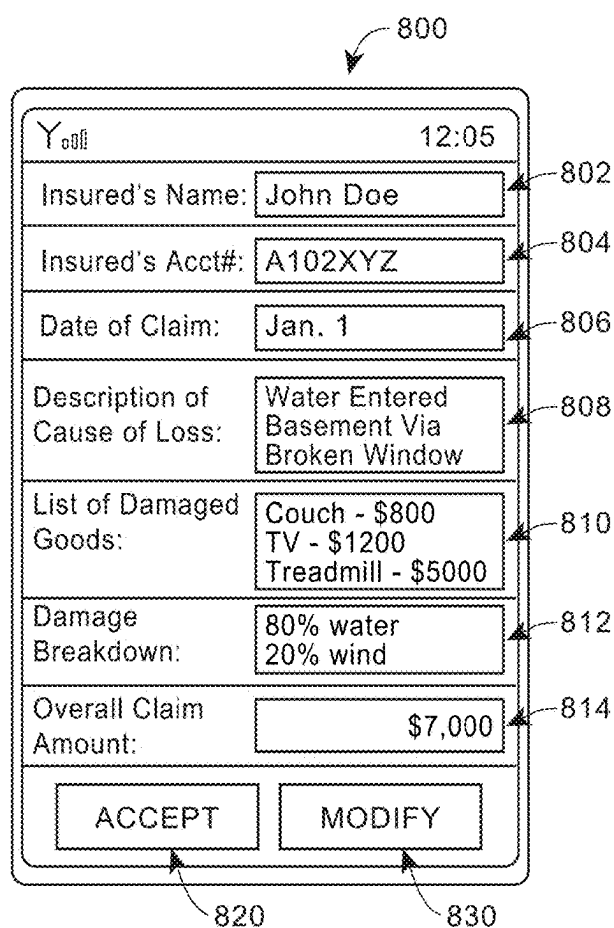 800
12:05
Insured's Name: John Doe 802
Insured's Acct#: A102XYZ 804
Date of Claim: Jan. 1 806
Description of Cause of Loss: Water Entered Basement Via Broken Window 808
List of Damaged Goods: Couch - $800 TV - $1200 Treadmill - $5000 810
Damage Breakdown: 80% water 20% wind 812
Overall Claim Amount: $7,000 814
ACCEPT MODIFY
820 830